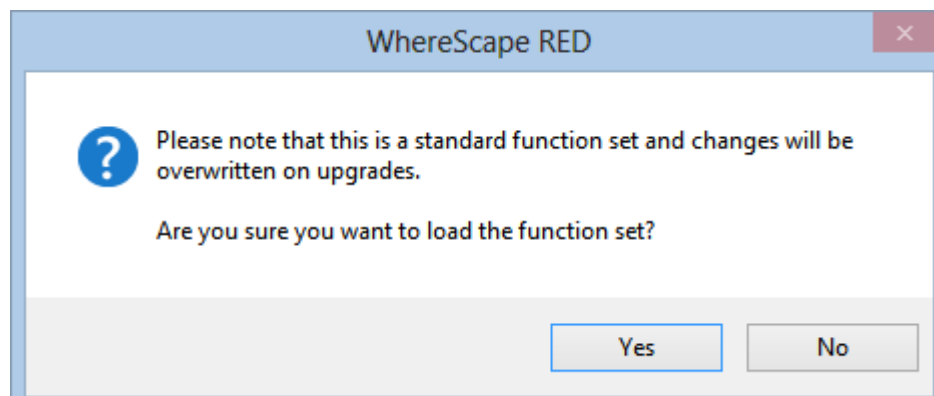 WhereScape RED
Please note that this is a standard function set and changes will be
overwritten on upgrades.
Are you sure you want to load the function set?
Yes No